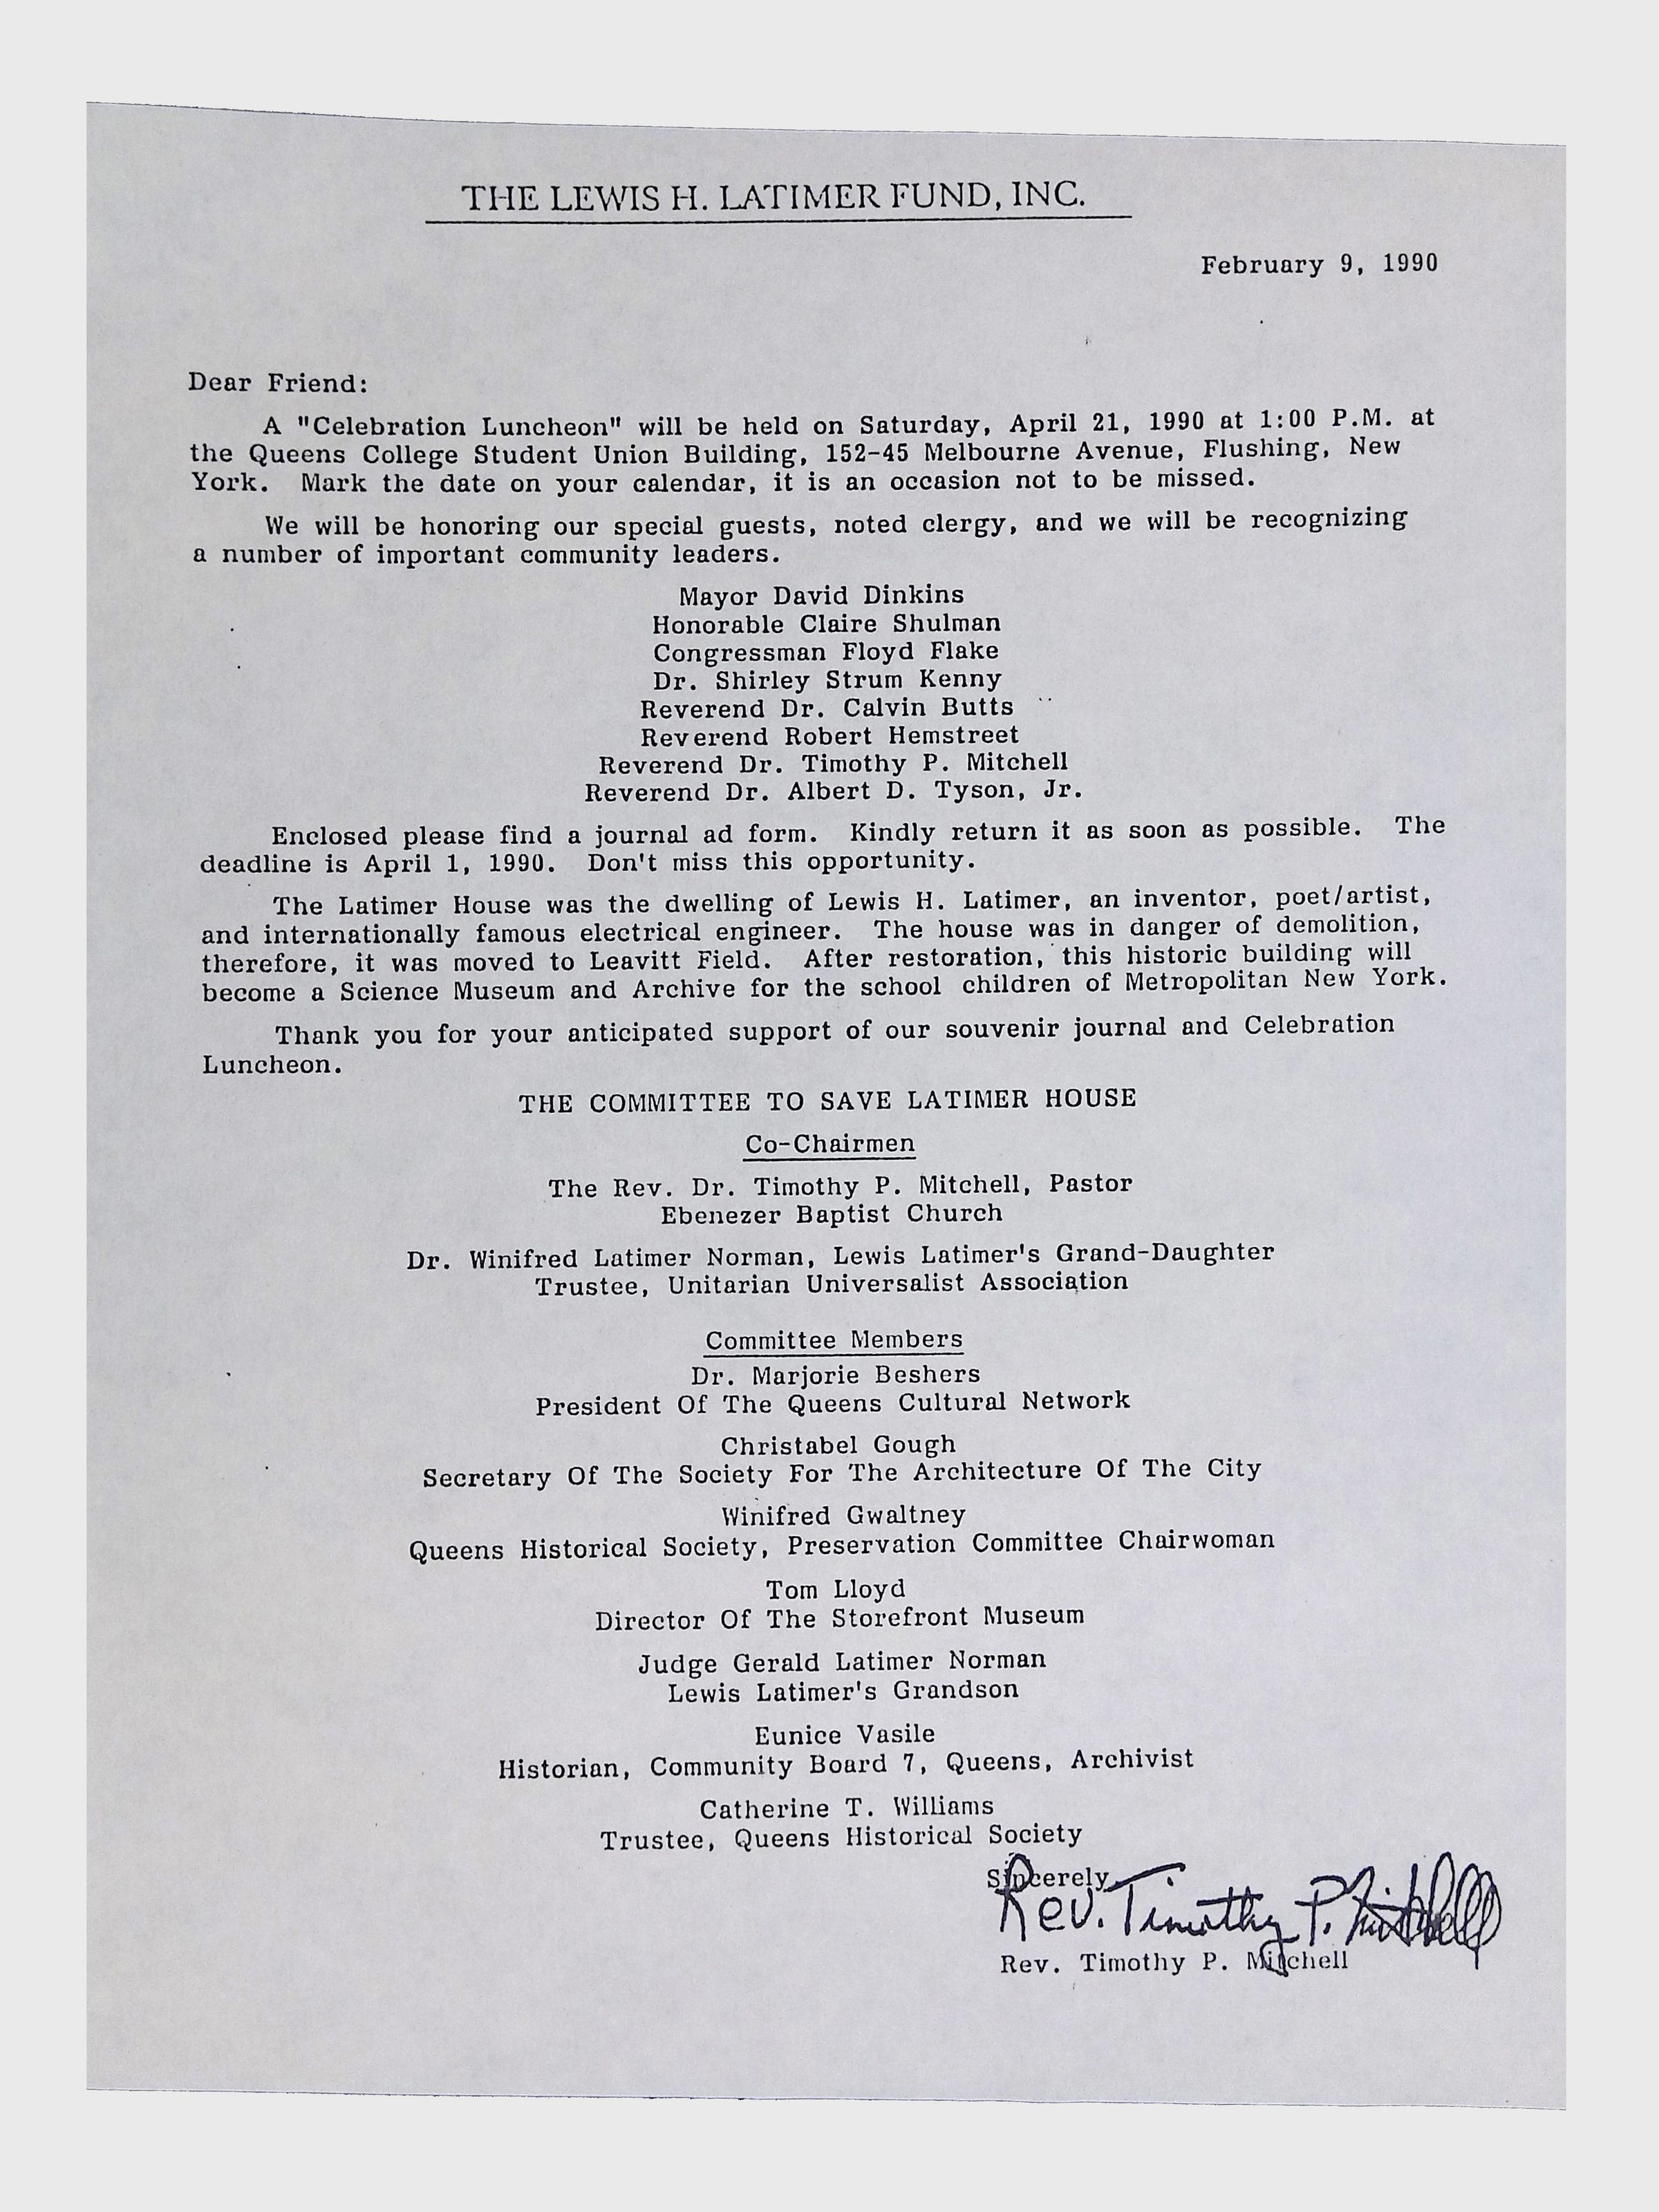 THE LEWIS H. LATIMER FUND, INC.
February 9, 1990
Dear Friend:
A "Celebration Luncheon" will be held on Saturday, April 21, 1990 at 1:00 P.M. at
the Queens College Student Union Building, 152-45 Melbourne Avenue, Flushing, New
York. Mark the date on your calendar, it is an occasion not to be missed.
We will be honoring our special guests, noted clergy, and we will be recognizing
a number of important community leaders.
Mayor David Dinkins
Honorable Claire Shulman
Congressman Floyd Flake
Dr. Shirley Strum Kenny
Reverend Dr. Calvin Butts
Reverend Robert Hemstreet
Reverend Dr. Timothy P. Mitchell
Reverend Dr. Albert D. Tyson, Jr.
Enclosed please find a journal ad form. Kindly return it as soon as possible. The
deadline is April 1, 1990. Don't miss this opportunity.
The Latimer House was the dwelling of Lewis H. Latimer, an inventor, poet/artist,
and internationally famous electrical engineer. The house was in danger of demolition,
therefore, it was moved to Leavitt Field. After restoration, this historic building will
become a Science Museum and Archive for the school children of Metropolitan New York.
Thank you for your anticipated support of our souvenir journal and Celebration
Luncheon.
THE COMMITTEE TO SAVE LATIMER HOUSE
Co-Chairmen
The Rev. Dr. Timothy P. Mitchell, Pastor
Ebenezer Baptist Church
Dr. Winifred Latimer Norman, Lewis Latimer's Grand-Daughter
Trustee, Unitarian Universalist Association
Committee Members
Dr. Marjorie Beshers
President Of The Queens Cultural Network
Christabel Gough
Secretary Of The Society For The Architecture Of The City
Winifred Gwaltney
Queens Historical Society, Preservation Committee Chairwoman
Tom Lloyd
Director Of The Storefront Museum
Judge Gerald Latimer Norman
Lewis Latimer's Grandson
Eunice Vasile
Historian, Community Board 7, Queens, Archivist
Catherine T. Williams
Trustee, Queens Historical Society
Sincerely
Rev. Timothy P. Mitchell
Rev. Timothy P. Mitchell